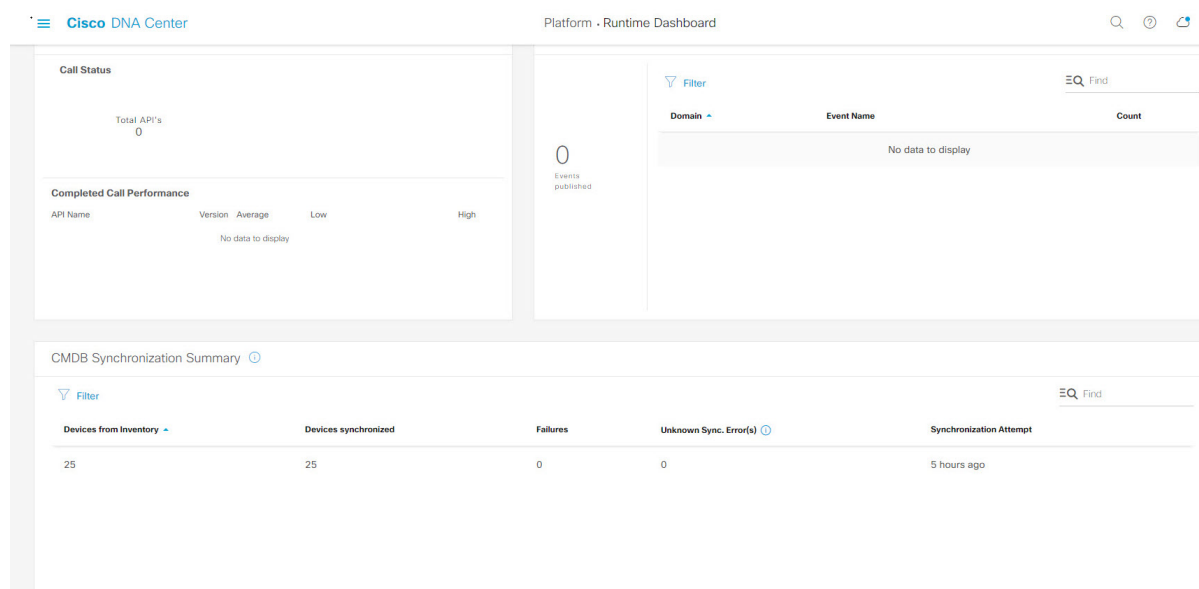 Cisco DNA Center
Platform • Runtime Dashboard
Call Status
Total API's
0
Completed Call Performance
API Name Version Average Low High
No data to display
0
Events
published
Filter
Find
Domain Event Name Count
No data to display
CMDB Synchronization Summary
Filter
Find
Devices from Inventory Devices synchronized Failures Unknown Sync. Error(s) Synchronization Attempt
25 25 0 0 5 hours ago